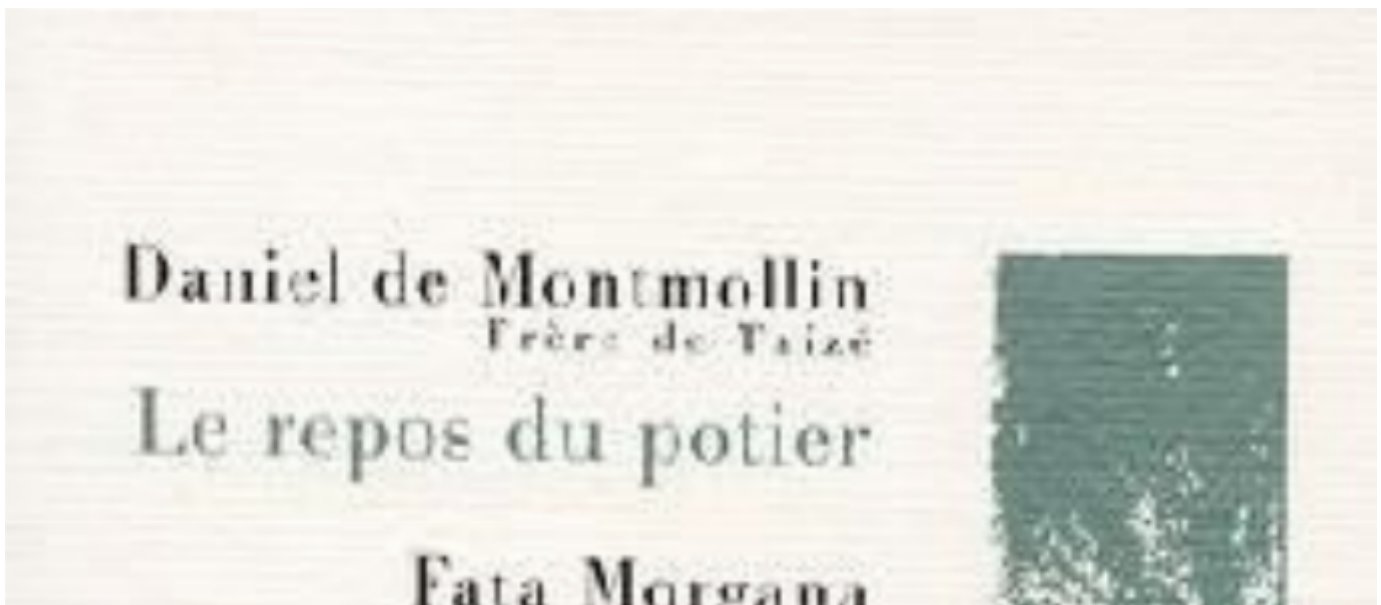 Daniel de Montmollin
Frère de Taizé
Le repos du potier
Fata Morgana